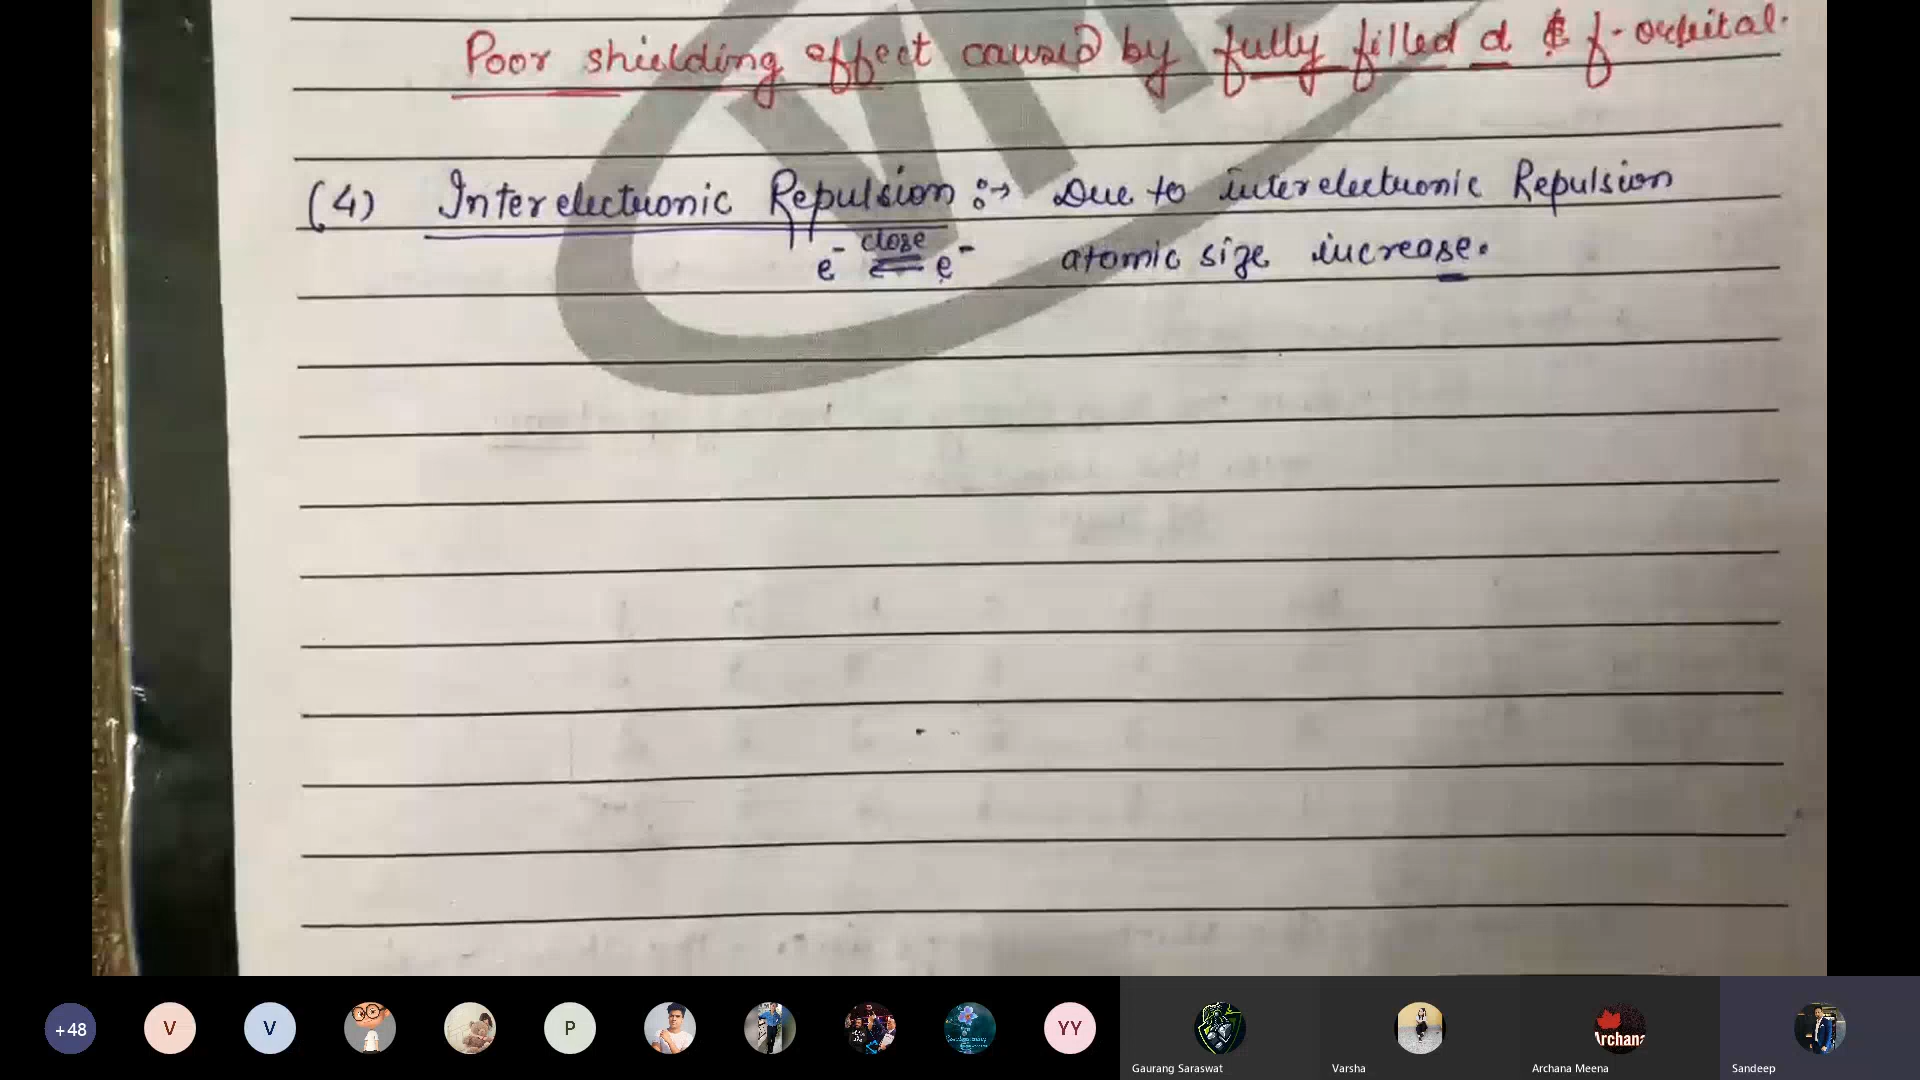 Poor shielding effect caused by fully filled d & f-orbital.
(4) Interelectronic Repulsion :→ Due to interelectronic Repulsion
e⁻ close e⁻ atomic size increase.
+48
V
V
P
YY
Gaurang Saraswat
Varsha
Archana Meena
Sandeep